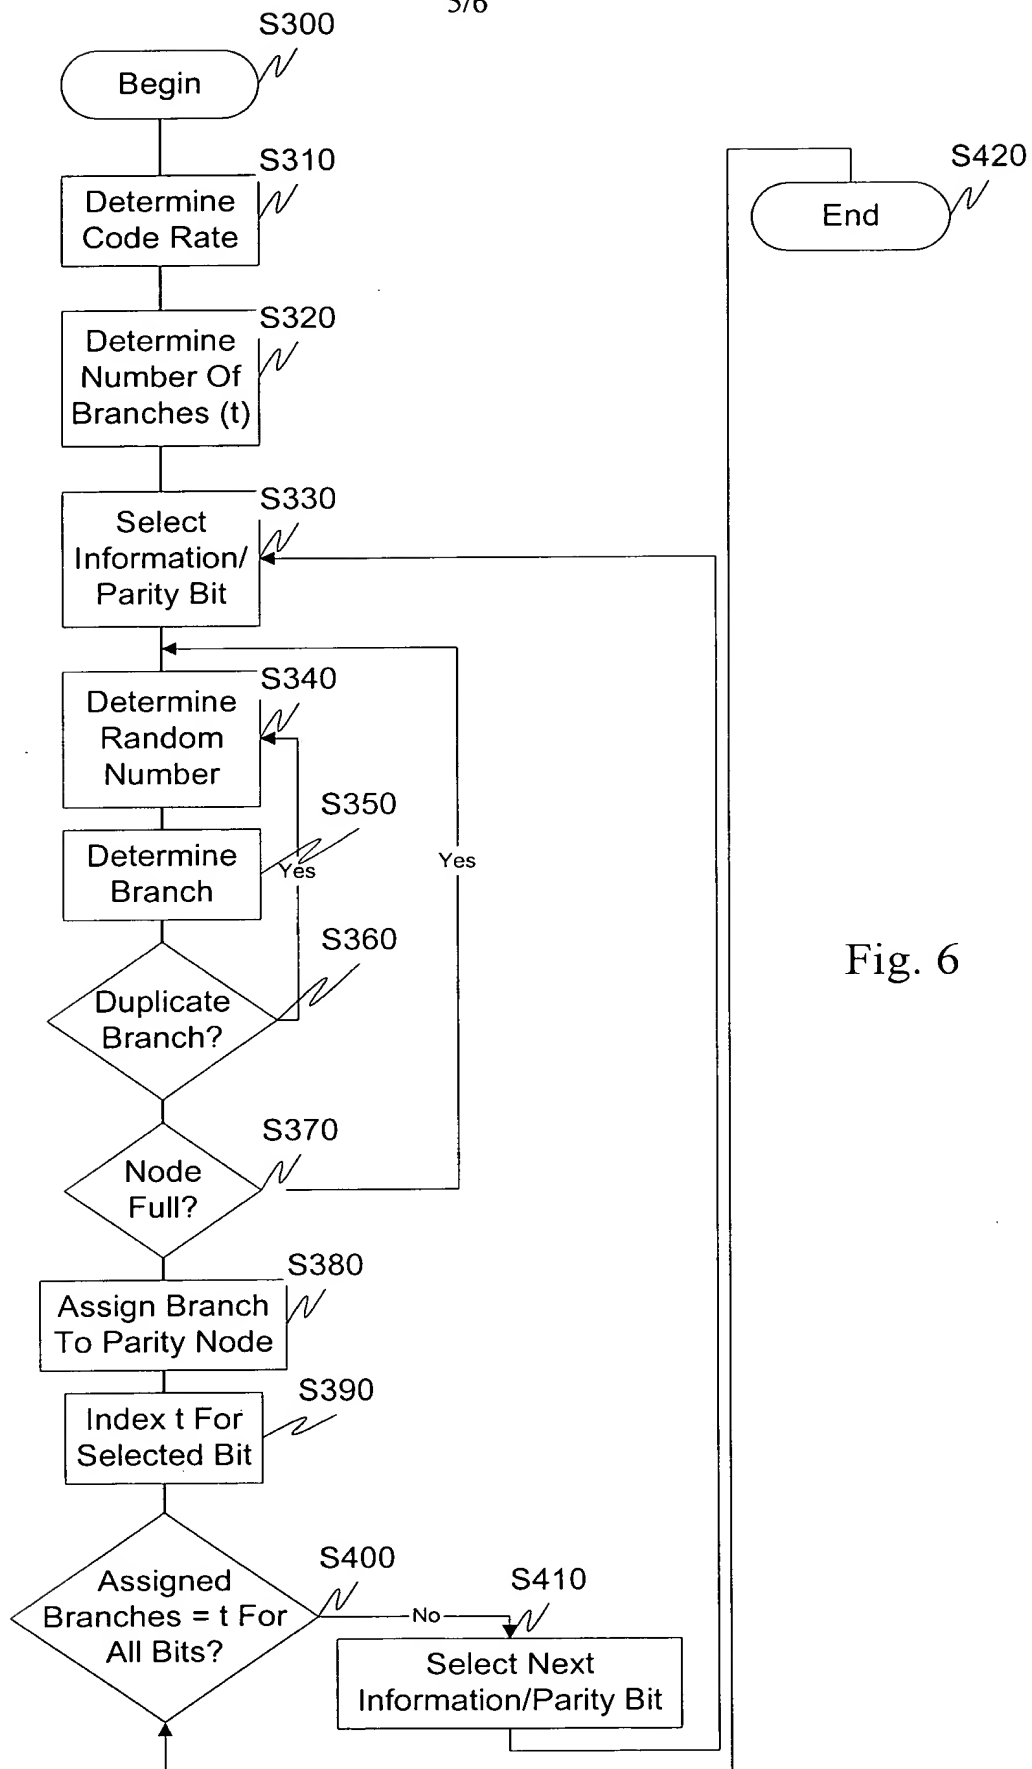 5/6
S300
Begin
S310
Determine
Code Rate
S320
Determine
Number Of
Branches (t)
S330
Select
Information/
Parity Bit
S340
Determine
Random
Number
S350
Determine
Branch
Yes
Yes
S360
Duplicate
Branch?
S370
Node
Full?
S380
Assign Branch
To Parity Node
S390
Index t For
Selected Bit
S400
Assigned
Branches = t For
All Bits?
No
S410
Select Next
Information/Parity Bit
S420
End
Fig. 6